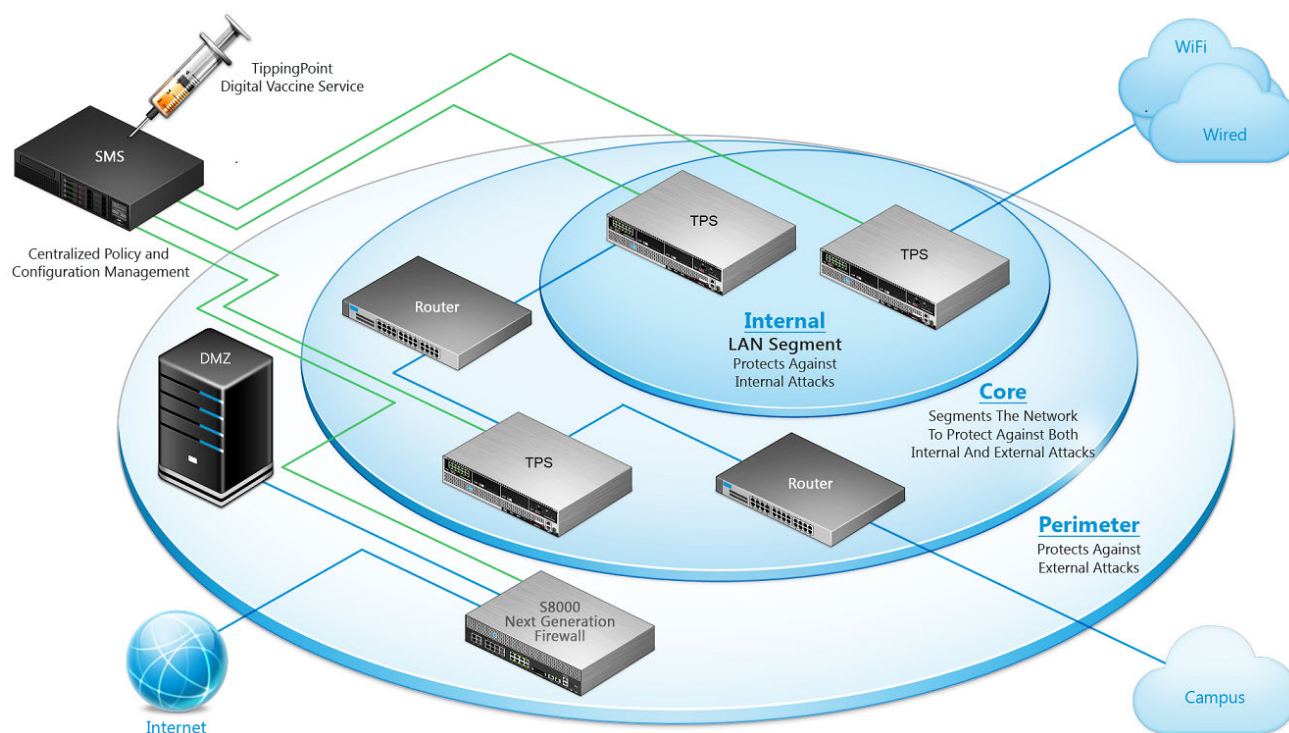 TippingPoint
Digital Vaccine Service
SMS
Centralized Policy and
Configuration Management
WiFi
Wired
TPS
TPS
Router
Internal
LAN Segment
Protects Against
Internal Attacks
DMZ
Core
Segments The Network
To Protect Against Both
Internal And External Attacks
TPS
Router
Perimeter
Protects Against
External Attacks
S8000
Next Generation
Firewall
Internet
Campus